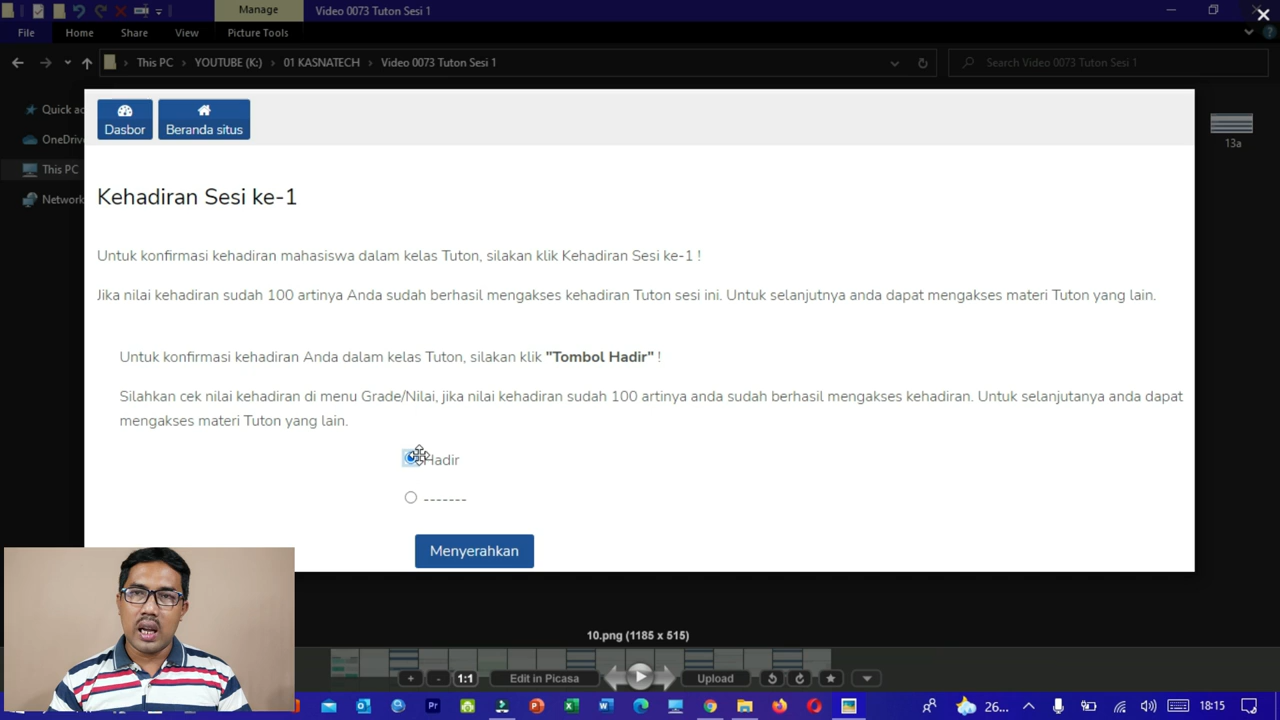 Manage
Video 0073 Tuton Sesi 1
File
Home
Share
View
Picture Tools
This PC
YOUTUBE (K:)
01 KASNATECH
Video 0073 Tuton Sesi 1
Search Video 0073 Tuton Sesi 1
Quick ac
OneDriv
This PC
Network
13a
Dasbor
Beranda situs
Kehadiran Sesi ke-1
Untuk konfirmasi kehadiran mahasiswa dalam kelas Tuton, silakan klik Kehadiran Sesi ke-1 !
Jika nilai kehadiran sudah 100 artinya Anda sudah berhasil mengakses kehadiran Tuton sesi ini. Untuk selanjutnya anda dapat mengakses materi Tuton yang lain.
Untuk konfirmasi kehadiran Anda dalam kelas Tuton, silakan klik "Tombol Hadir" !
Silahkan cek nilai kehadiran di menu Grade/Nilai, jika nilai kehadiran sudah 100 artinya anda sudah berhasil mengakses kehadiran. Untuk selanjutanya anda dapat
mengakses materi Tuton yang lain.
Hadir
-------
Menyerahkan
10.png (1185 x 515)
1:1
Edit in Picasa
Upload
26...
18:15